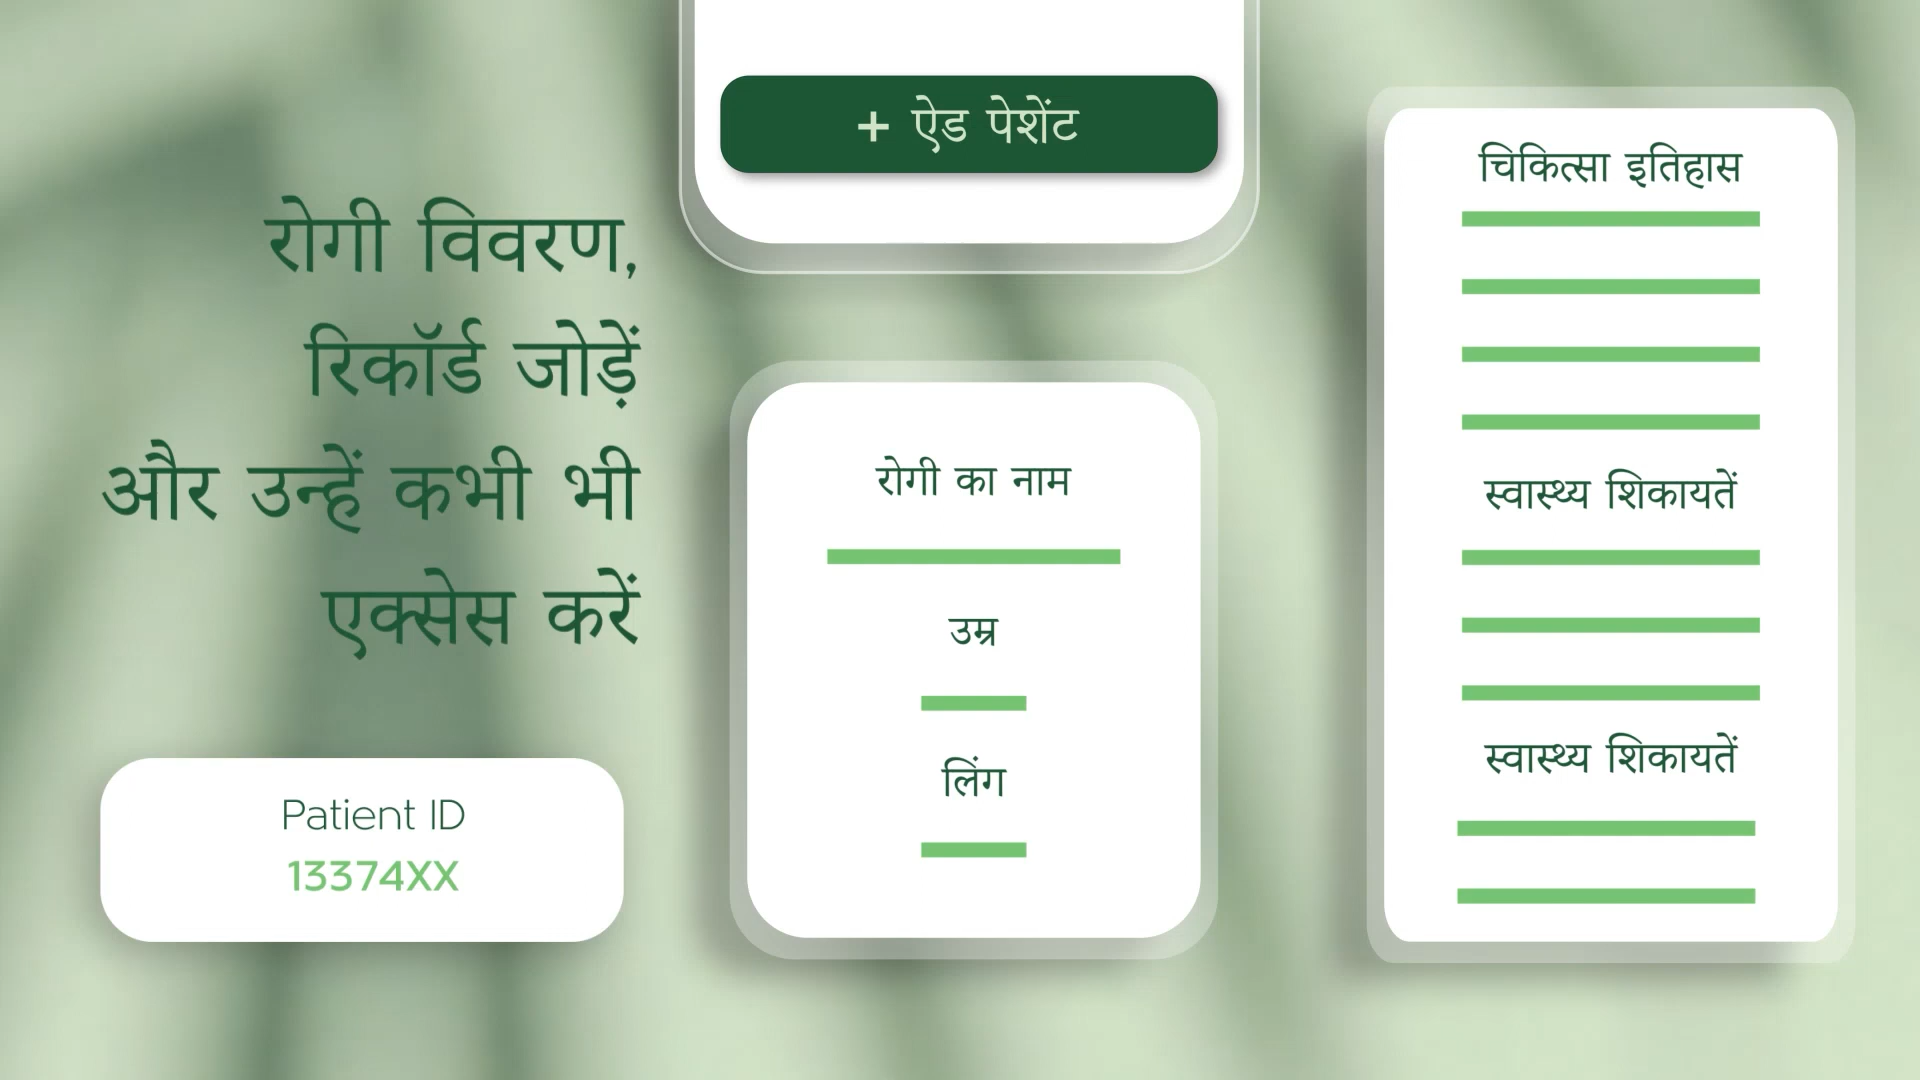 रोगी विवरण,
रिकॉर्ड जोड़ें
और उन्हें कभी भी
एक्सेस करें
Patient ID
13374XX
+ ऐड पेशेंट
रोगी का नाम
उम्र
लिंग
चिकित्सा इतिहास
स्वास्थ्य शिकायतें
स्वास्थ्य शिकायतें